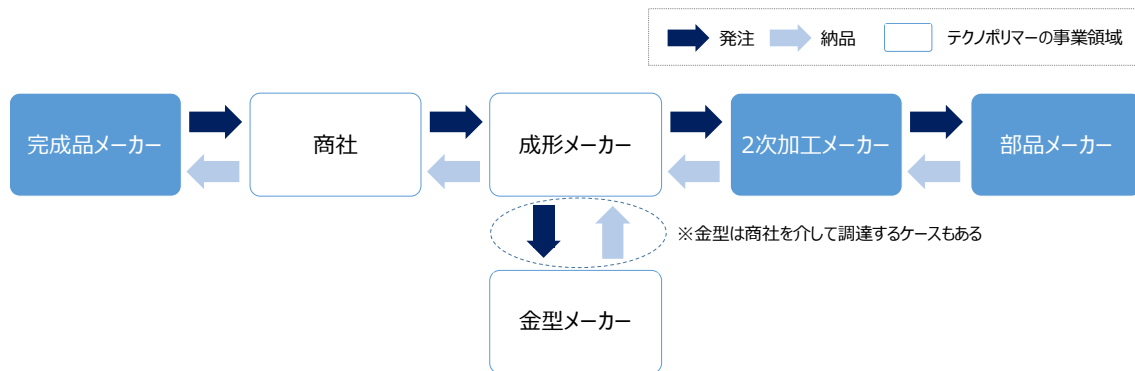 発注
納品
テクノポリマーの事業領域
完成品メーカー
商社
成形メーカー
2次加工メーカー
部品メーカー
※金型は商社を介して調達するケースもある
金型メーカー